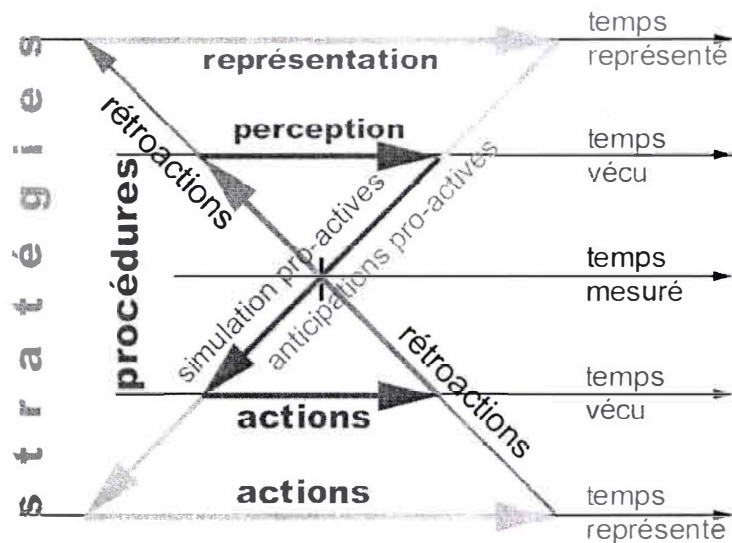 stratégies
temps
représenté
représentation
rétroactions
perception
temps
vécu
procédures
simulation pro-actives
anticipations pro-actives
temps
mesuré
rétroactions
temps
vécu
actions
actions
temps
représenté